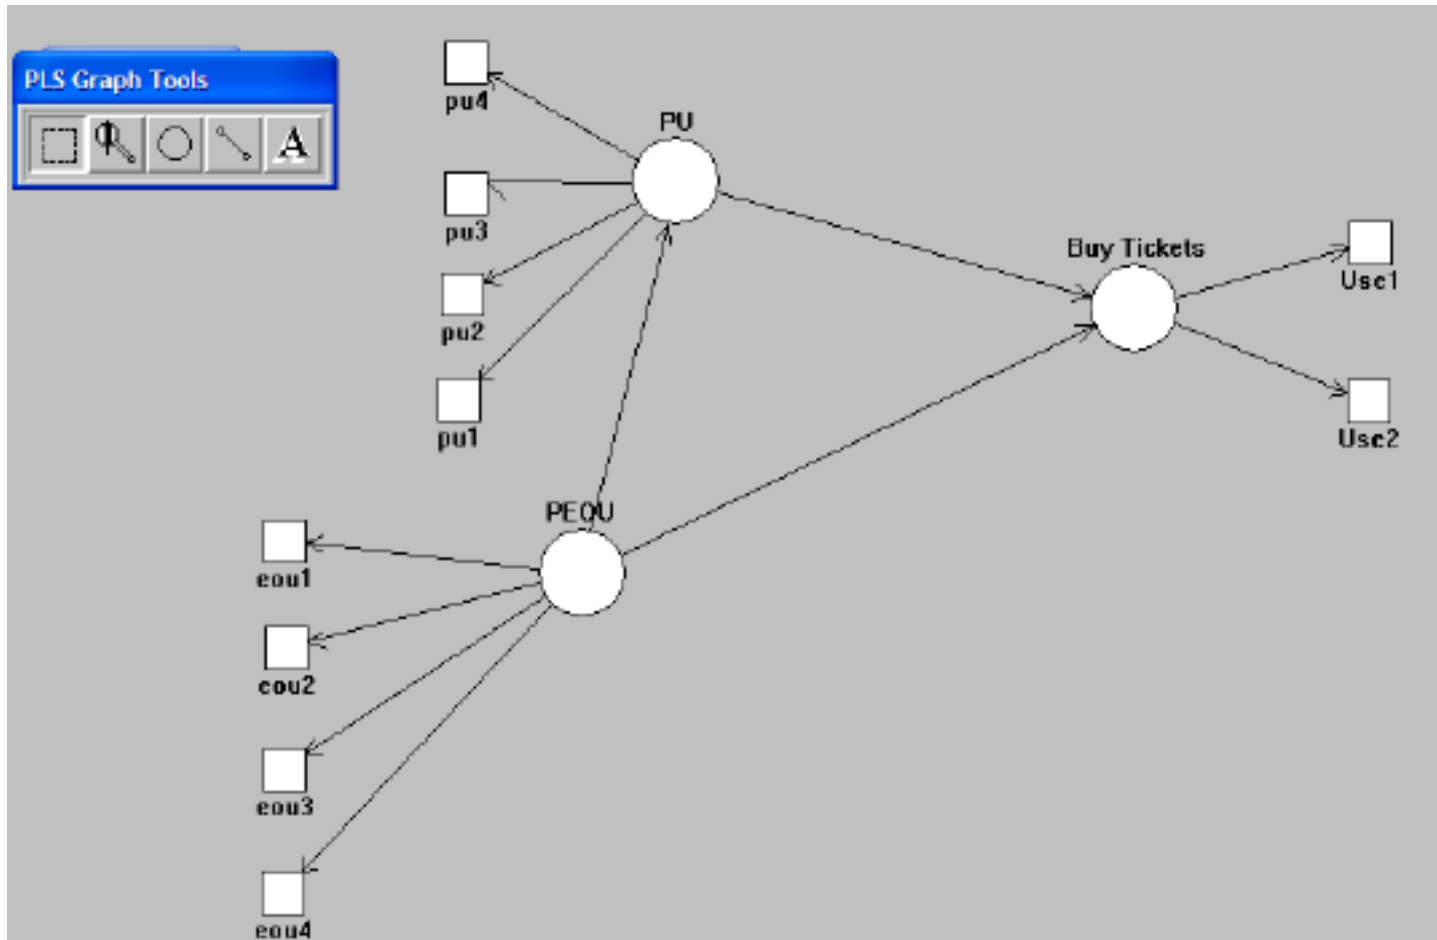 PLS Graph Tools
A
pu4
PU
pu3
Buy Tickets
Use1
pu2
pu1
Use2
PEOU
eou1
eou2
eou3
eou4